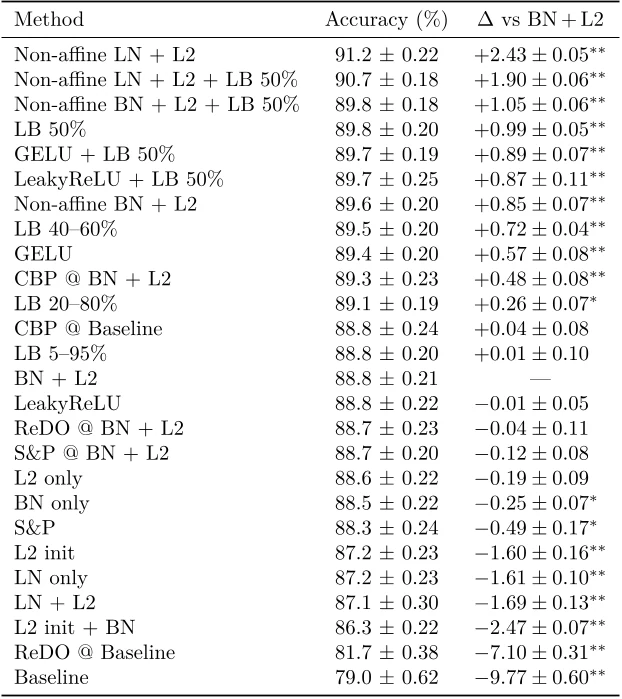 Method Accuracy (%) Δ vs BN + L2
Non-affine LN + L2 91.2 ± 0.22 +2.43 ± 0.05**
Non-affine LN + L2 + LB 50% 90.7 ± 0.18 +1.90 ± 0.06**
Non-affine BN + L2 + LB 50% 89.8 ± 0.18 +1.05 ± 0.06**
LB 50% 89.8 ± 0.20 +0.99 ± 0.05**
GELU + LB 50% 89.7 ± 0.19 +0.89 ± 0.07**
LeakyReLU + LB 50% 89.7 ± 0.25 +0.87 ± 0.11**
Non-affine BN + L2 89.6 ± 0.20 +0.85 ± 0.07**
LB 40–60% 89.5 ± 0.20 +0.72 ± 0.04**
GELU 89.4 ± 0.20 +0.57 ± 0.08**
CBP @ BN + L2 89.3 ± 0.23 +0.48 ± 0.08**
LB 20–80% 89.1 ± 0.19 +0.26 ± 0.07*
CBP @ Baseline 88.8 ± 0.24 +0.04 ± 0.08
LB 5–95% 88.8 ± 0.20 +0.01 ± 0.10
BN + L2 88.8 ± 0.21 —
LeakyReLU 88.8 ± 0.22 −0.01 ± 0.05
ReDO @ BN + L2 88.7 ± 0.23 −0.04 ± 0.11
S&P @ BN + L2 88.7 ± 0.20 −0.12 ± 0.08
L2 only 88.6 ± 0.22 −0.19 ± 0.09
BN only 88.5 ± 0.22 −0.25 ± 0.07*
S&P 88.3 ± 0.24 −0.49 ± 0.17*
L2 init 87.2 ± 0.23 −1.60 ± 0.16**
LN only 87.2 ± 0.23 −1.61 ± 0.10**
LN + L2 87.1 ± 0.30 −1.69 ± 0.13**
L2 init + BN 86.3 ± 0.22 −2.47 ± 0.07**
ReDO @ Baseline 81.7 ± 0.38 −7.10 ± 0.31**
Baseline 79.0 ± 0.62 −9.77 ± 0.60**